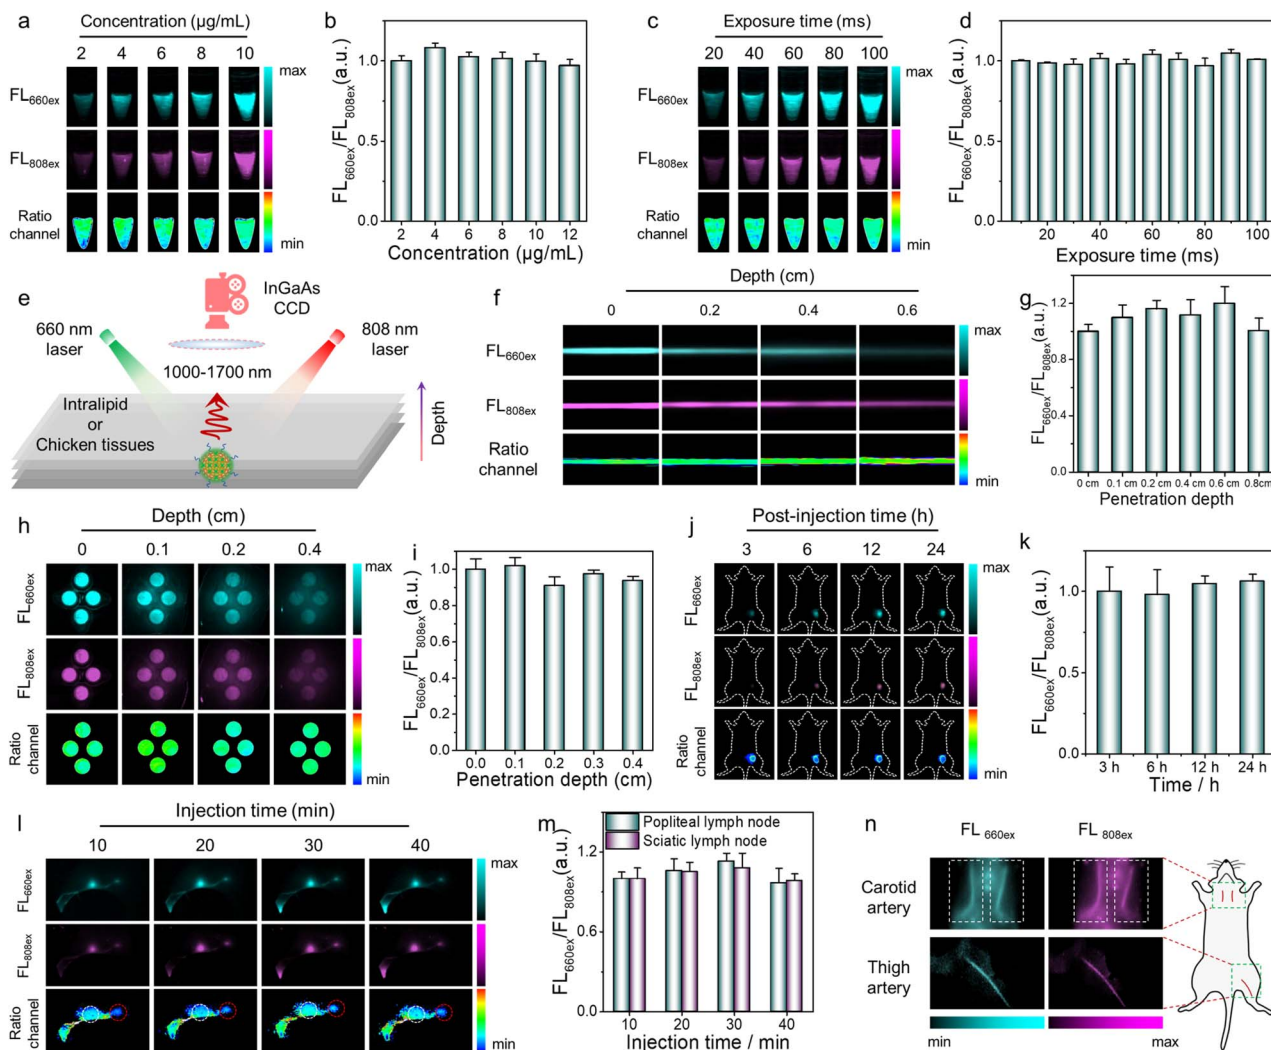 a
Concentration (µg/mL)
2 4 6 8 10
max
FL660ex
FL808ex
Ratio
channel
min
b
FL660ex/FL808ex(a.u.)
1.0
0.5
0.0
2 4 6 8 10 12
Concentration (µg/mL)
c
Exposure time (ms)
20 40 60 80 100
max
FL660ex
FL808ex
Ratio
channel
min
d
FL660ex/FL808ex(a.u.)
1.0
0.5
0.0
20 40 60 80 100
Exposure time (ms)
e
InGaAs
CCD
660 nm
laser
808 nm
laser
1000-1700 nm
Intralipid
or
Chicken tissues
Depth
f
Depth (cm)
0 0.2 0.4 0.6
max
FL660ex
FL808ex
Ratio
channel
min
g
FL660ex/FL808ex(a.u.)
1.2
0.8
0.4
0.0
0 cm 0.1 cm 0.2 cm 0.4 cm 0.6 cm 0.8cm
Penetration depth
h
Depth (cm)
0 0.1 0.2 0.4
max
FL660ex
FL808ex
Ratio
channel
min
i
FL660ex/FL808ex(a.u.)
1.0
0.8
0.6
0.4
0.2
0.0
0.0 0.1 0.2 0.3 0.4
Penetration depth (cm)
j
Post-injection time (h)
3 6 12 24
max
FL660ex
FL808ex
Ratio
channel
min
k
FL660ex/FL808ex(a.u.)
1.0
0.5
0.0
3 h 6 h 12 h 24 h
Time / h
l
Injection time (min)
10 20 30 40
max
FL660ex
FL808ex
Ratio
channel
min
m
Popliteal lymph node
Sciatic lymph node
FL660ex/FL808ex(a.u.)
1.2
0.6
0.0
10 20 30 40
Injection time / min
n
FL 660ex FL 808ex
Carotid
artery
Thigh
artery
min max